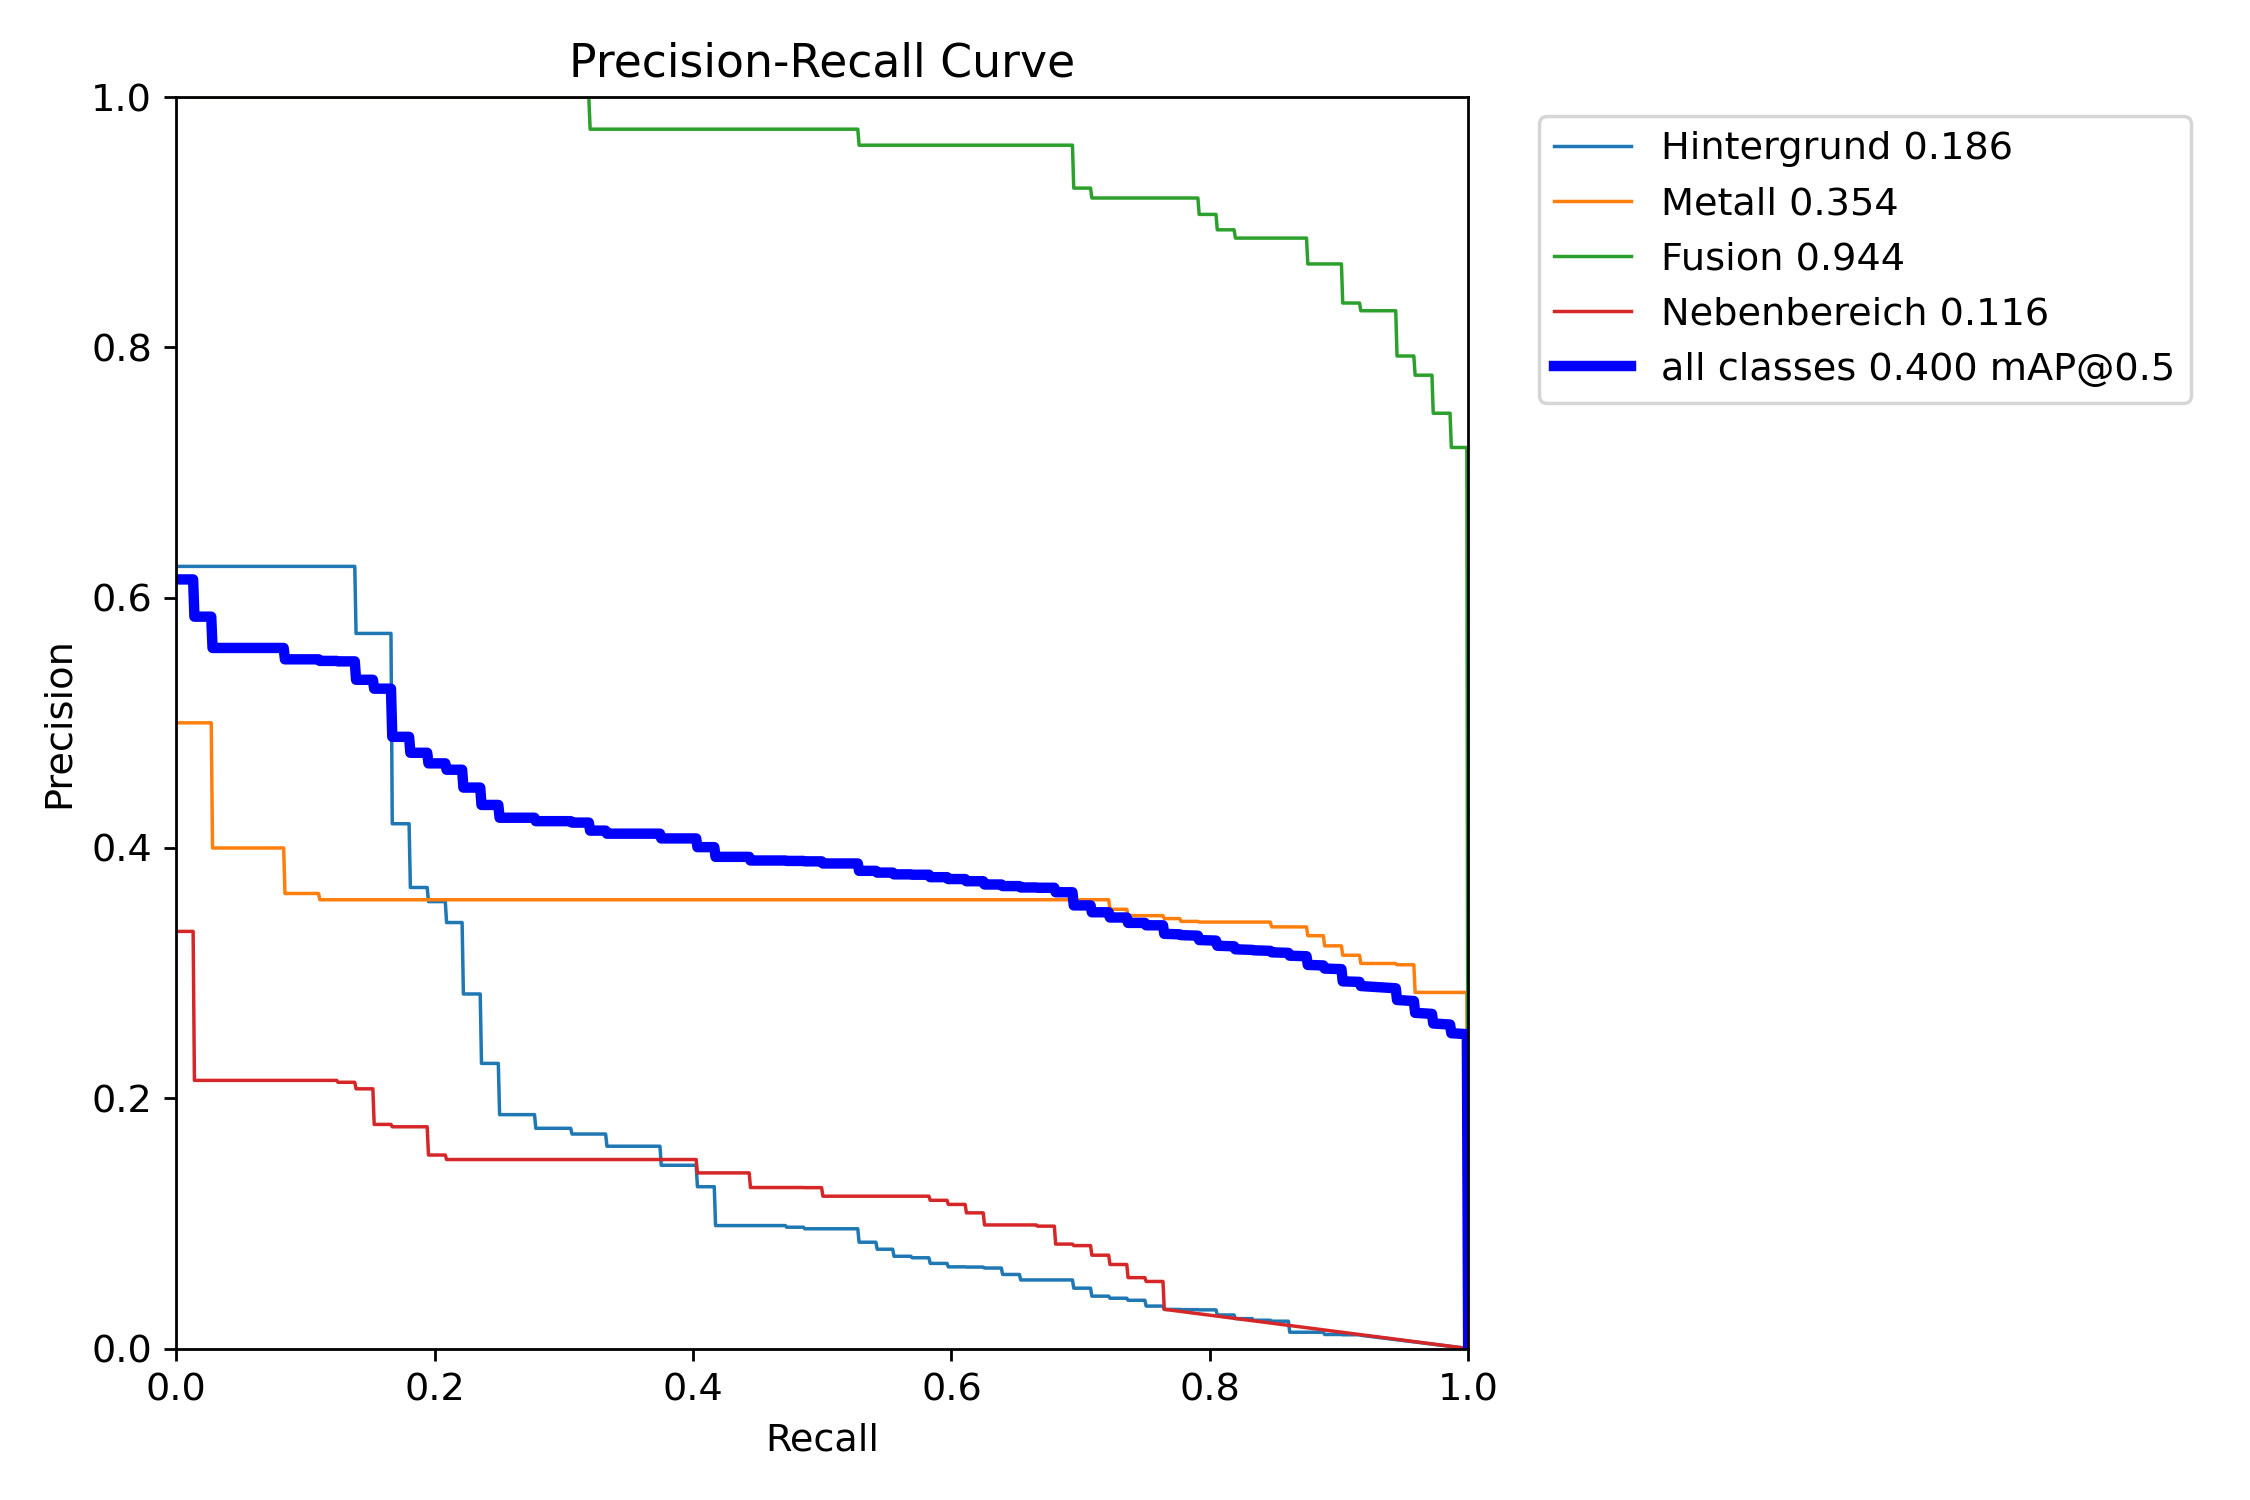 Precision-Recall Curve
1.0
0.8
0.6
0.4
0.2
0.0
Precision
0.0 0.2 0.4 0.6 0.8 1.0
Recall
Hintergrund 0.186
Metall 0.354
Fusion 0.944
Nebenbereich 0.116
all classes 0.400 mAP@0.5